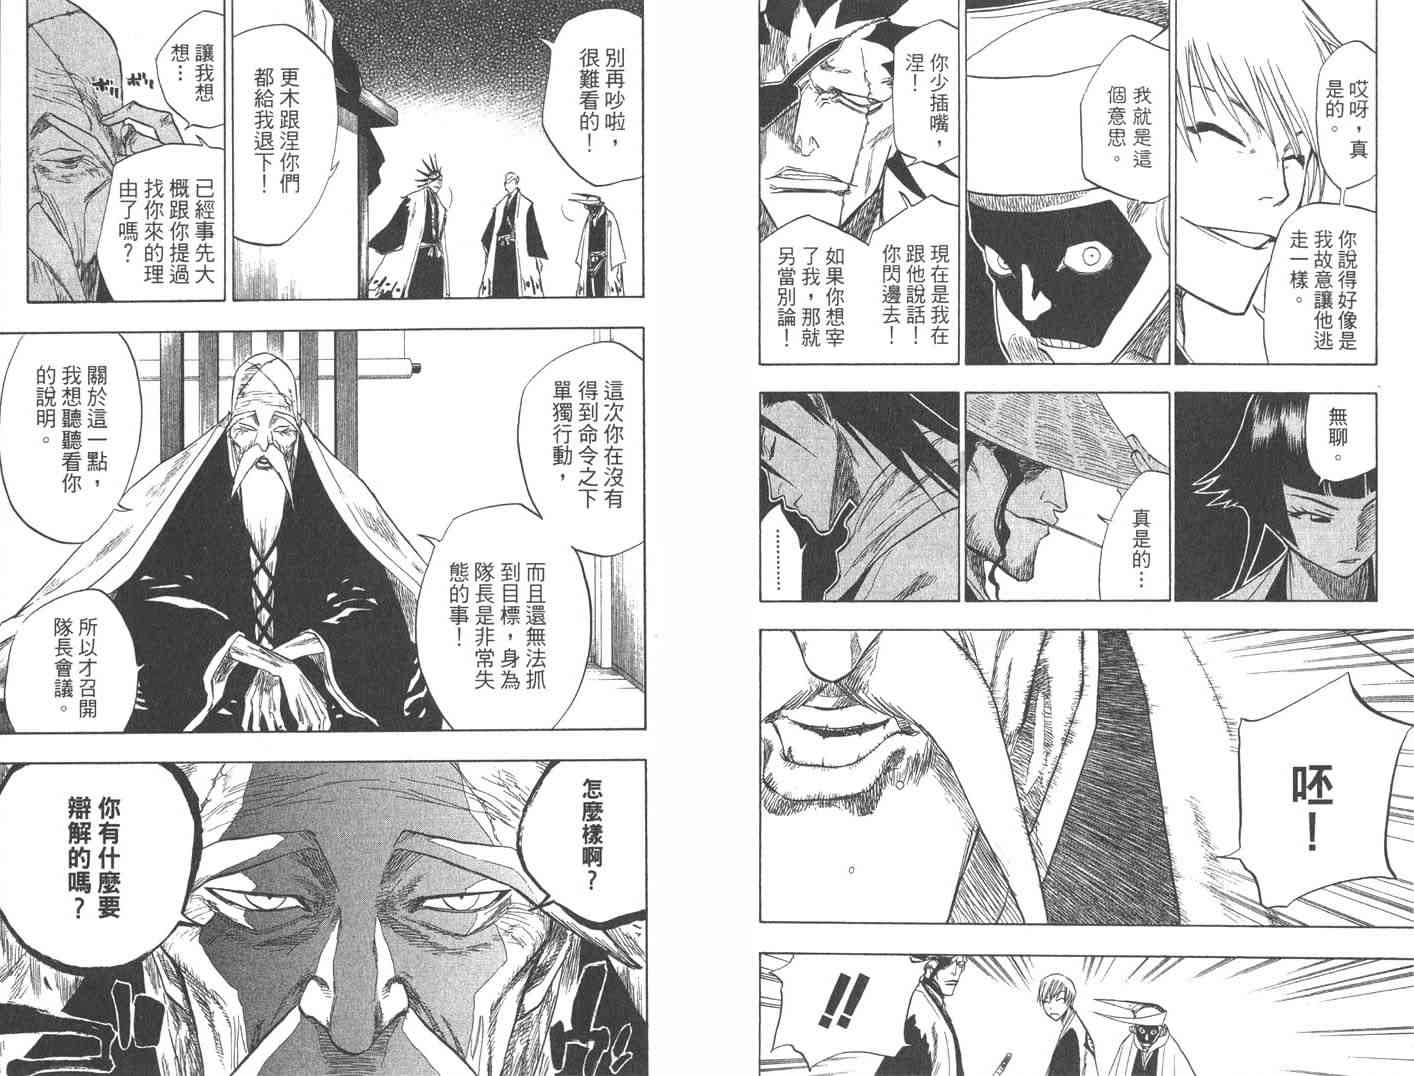 哎呀，真
是的。
你說得好像是
我故意讓他逃
走一樣。
我就是這
個意思。
你少插嘴，
涅！
現在是我在
跟他說話！
你閃邊去！
如果你想宰
了我，那就
另當別論！
無聊。
真是的…
…………
呸！
!!
別再吵啦，
很難看的！
更木跟涅你們
都給我退下！
讓我想
想…
已經事先大
概跟你提過
找你來的理
由了嗎？
這次你在沒有
得到命令之下
單獨行動，
而且還無法抓
到目標，身為
隊長是非常失
態的事！
關於這一點，
我想聽聽看你
的說明。
所以才召開
隊長會議。
怎麼樣啊？
你有什麼要
辯解的嗎？